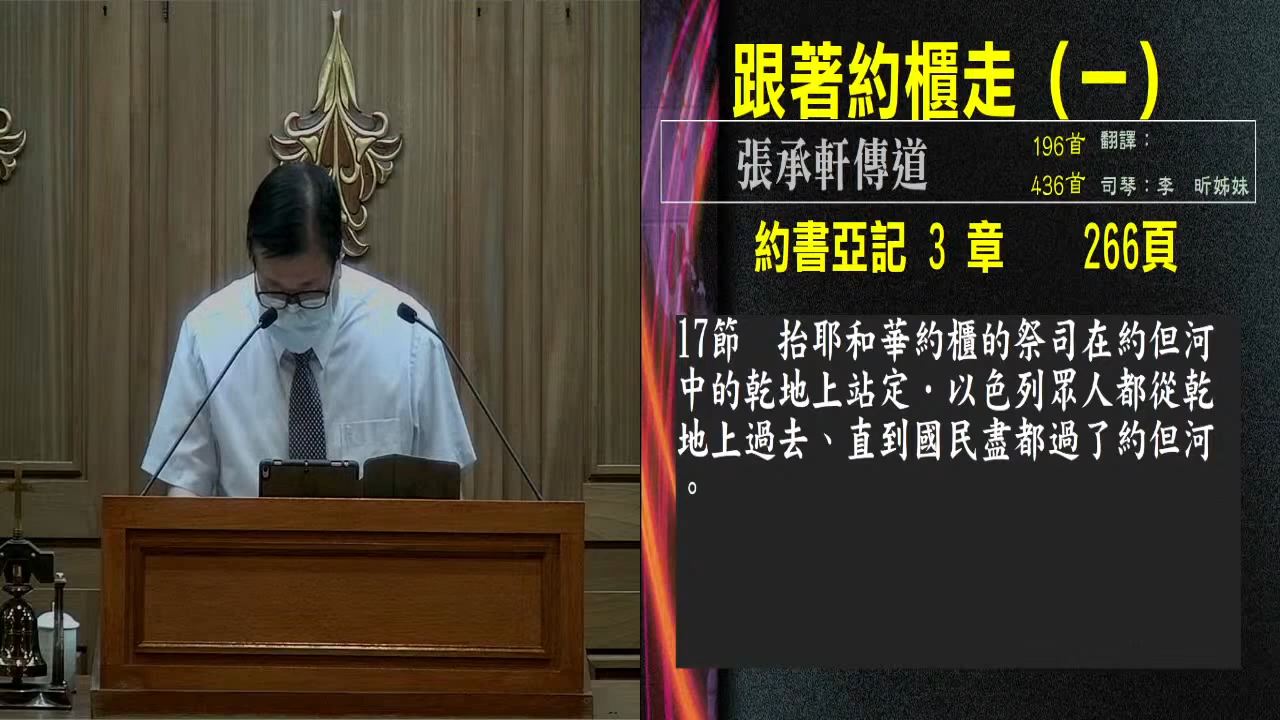 跟著約櫃走（一）
張承軒傳道
196首 翻譯：
436首 司琴：李　昕姊妹
約書亞記 3 章 266頁
17節　抬耶和華約櫃的祭司在約但河
中的乾地上站定．以色列眾人都從乾
地上過去、直到國民盡都過了約但河
。